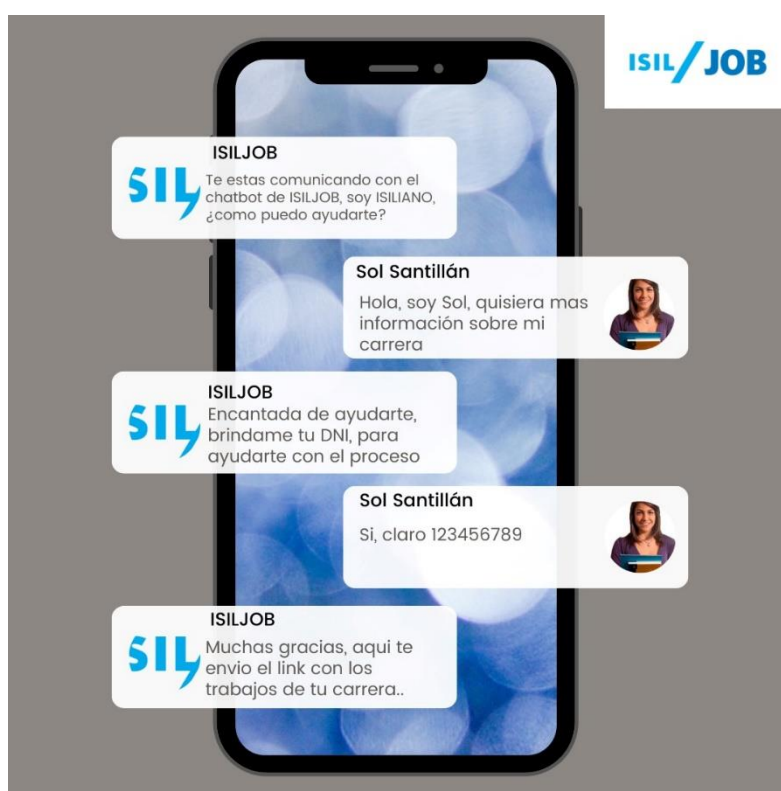 ISIL/JOB
ISILJOB
SIL
Te estas comunicando con el
chatbot de ISILJOB, soy ISILIANO,
¿como puedo ayudarte?
Sol Santillán
Hola, soy Sol, quisiera mas
información sobre mi
carrera
ISILJOB
SIL
Encantada de ayudarte,
brindame tu DNI, para
ayudarte con el proceso
Sol Santillán
Si, claro 123456789
ISILJOB
SIL
Muchas gracias, aqui te
envio el link con los
trabajos de tu carrera..